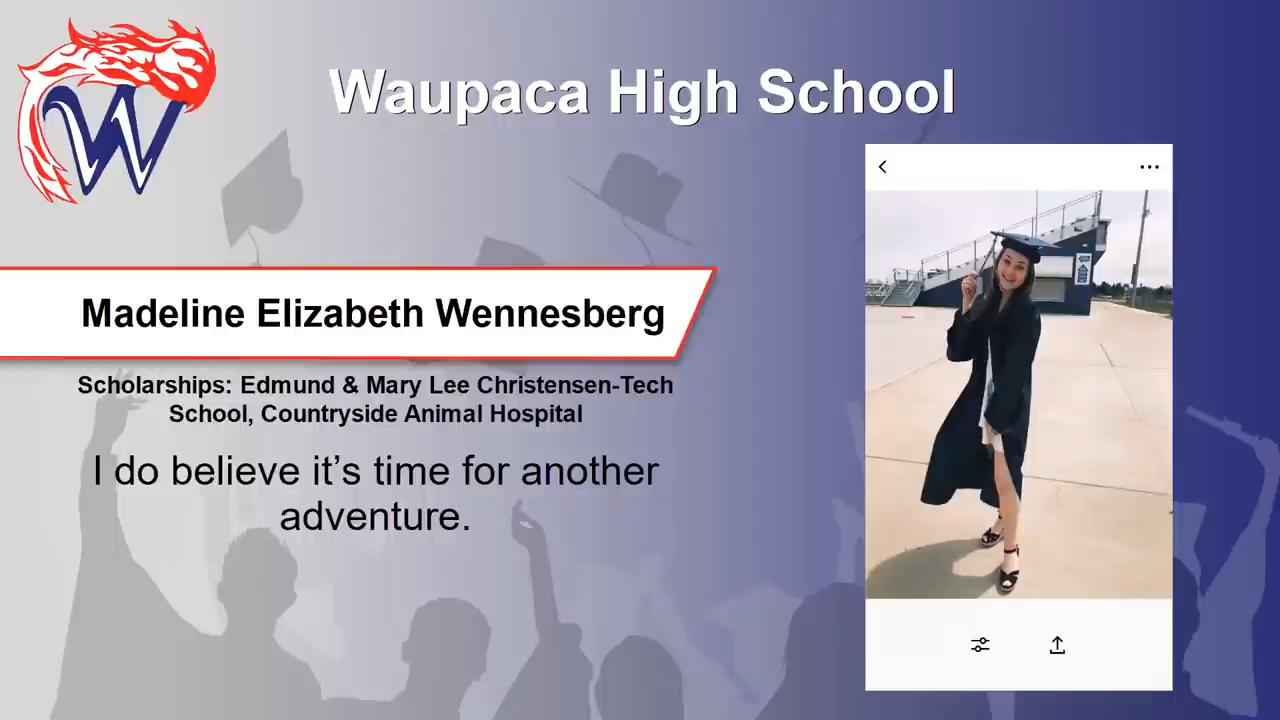 W
Waupaca High School
Madeline Elizabeth Wennesberg
Scholarships: Edmund & Mary Lee Christensen-Tech
School, Countryside Animal Hospital
I do believe it’s time for another
adventure.